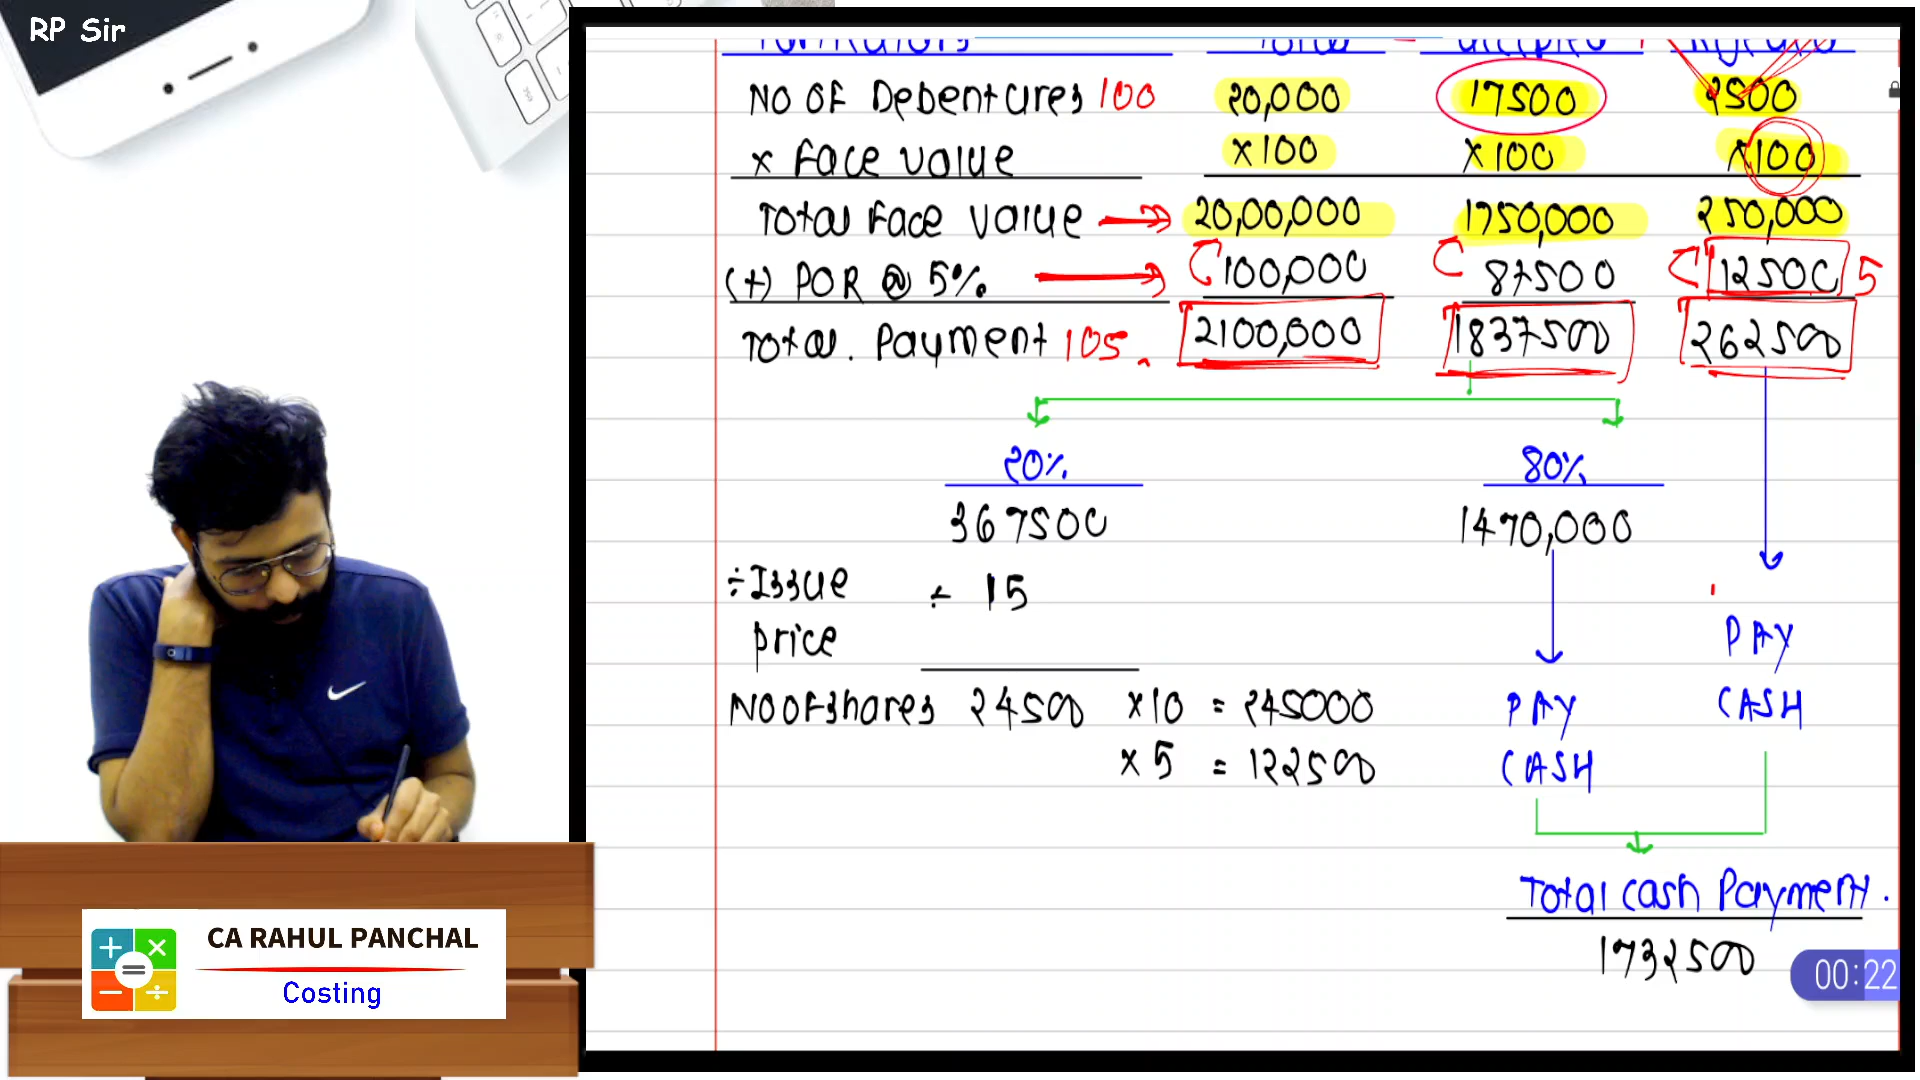 RP Sir
No of Debentures 100 20,000 17500 2500
x Face Value x100 x100 x100
Total Face Value 20,00,000 1750,000 250,000
(+) POR @ 5% 100,000 87500 12500 5
Total. Payment 105. 2100,000 1837500 262500
20% 80%
367500 1470,000
÷ Issue ÷ 15
price
PAY
No of shares 24500 x10 = 245000 PAY CASH
x 5 = 122500 CASH
Total Cash Payment.
1732500
00:22
CA RAHUL PANCHAL
Costing